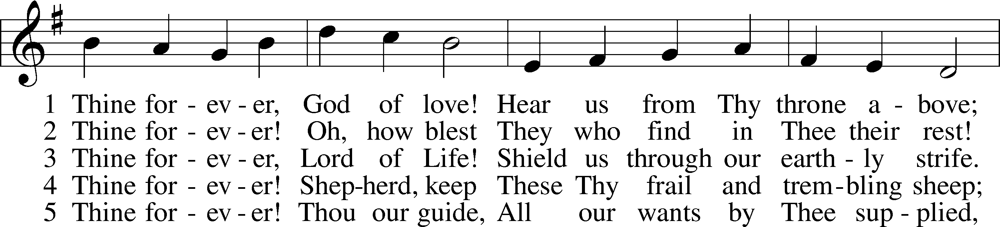 1 Thine for - ev - er, God of love! Hear us from Thy throne a - bove;
2 Thine for - ev - er! Oh, how blest They who find in Thee their rest!
3 Thine for - ev - er, Lord of Life! Shield us through our earth - ly strife.
4 Thine for - ev - er! Shep-herd, keep These Thy frail and trem-bling sheep;
5 Thine for - ev - er! Thou our guide, All our wants by Thee sup - plied,